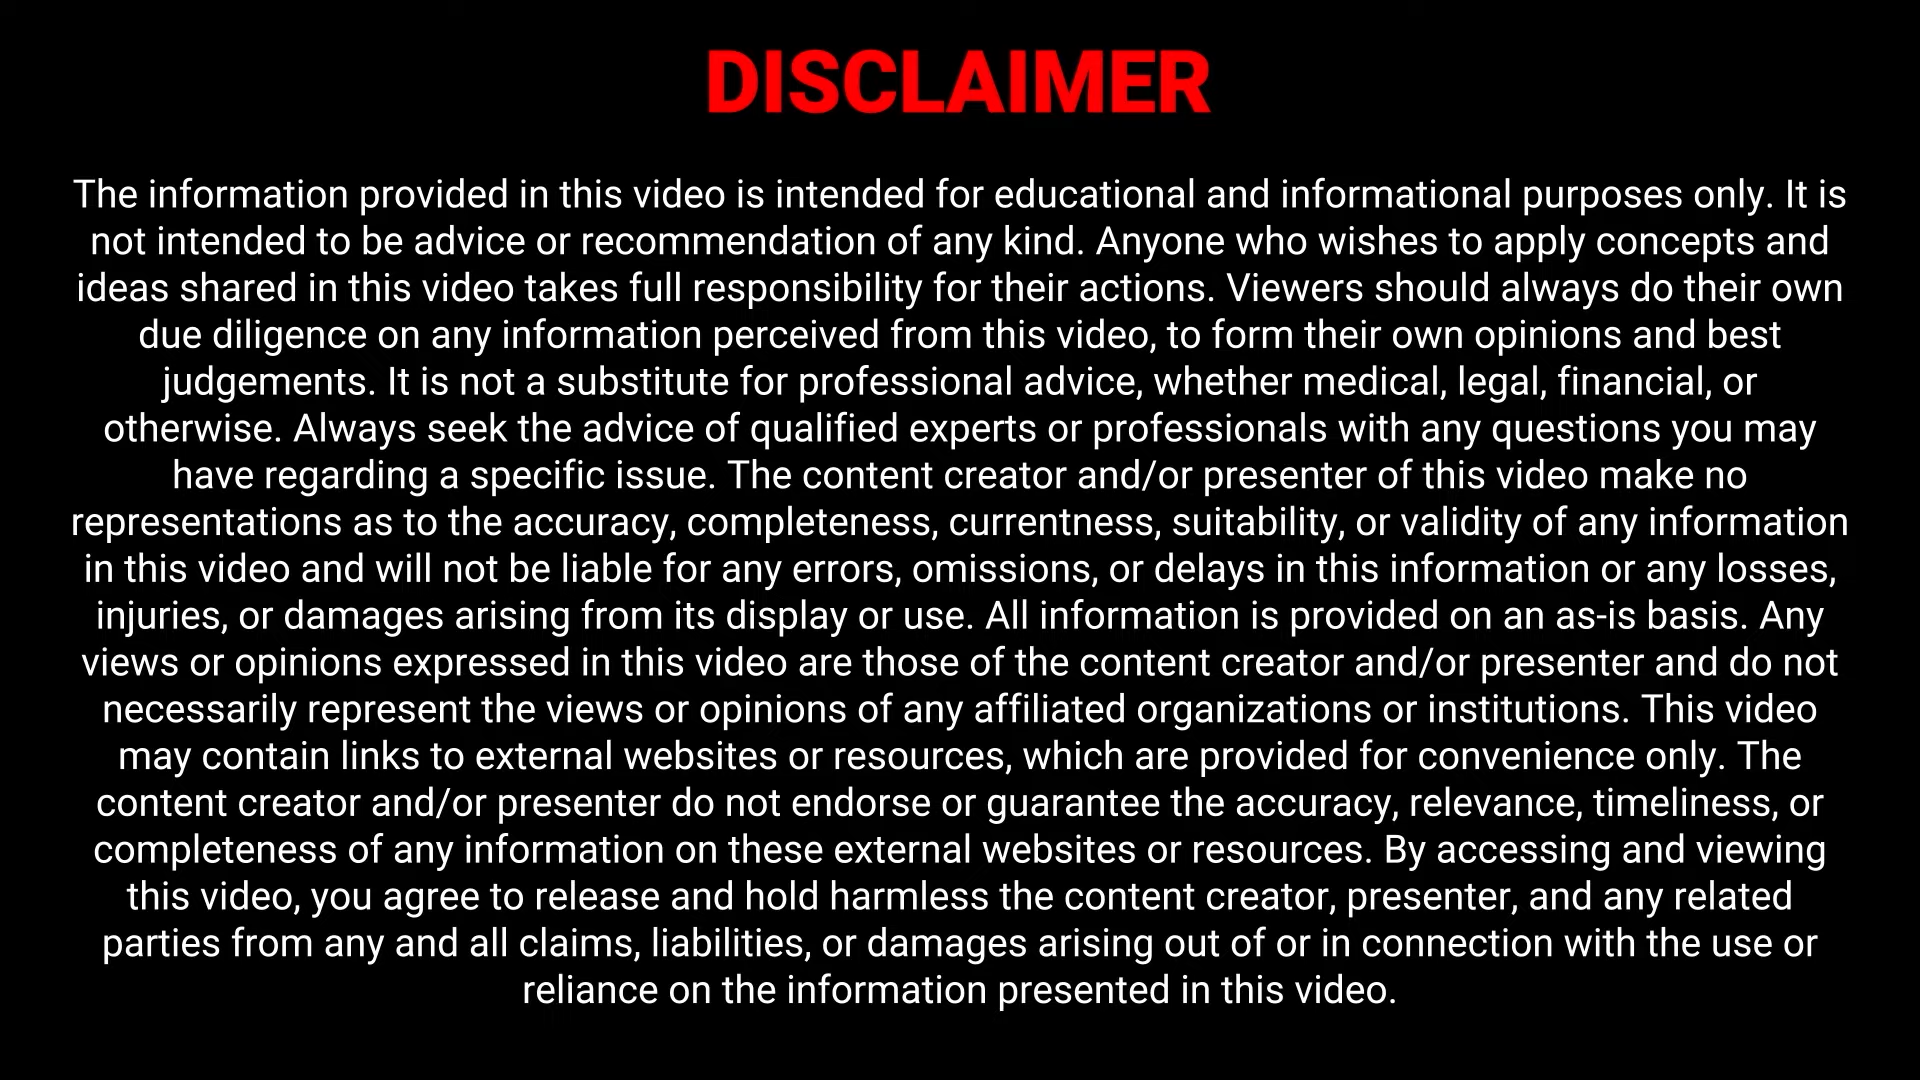 DISCLAIMER
The information provided in this video is intended for educational and informational purposes only. It is
not intended to be advice or recommendation of any kind. Anyone who wishes to apply concepts and
ideas shared in this video takes full responsibility for their actions. Viewers should always do their own
due diligence on any information perceived from this video, to form their own opinions and best
judgements. It is not a substitute for professional advice, whether medical, legal, financial, or
otherwise. Always seek the advice of qualified experts or professionals with any questions you may
have regarding a specific issue. The content creator and/or presenter of this video make no
representations as to the accuracy, completeness, currentness, suitability, or validity of any information
in this video and will not be liable for any errors, omissions, or delays in this information or any losses,
injuries, or damages arising from its display or use. All information is provided on an as-is basis. Any
views or opinions expressed in this video are those of the content creator and/or presenter and do not
necessarily represent the views or opinions of any affiliated organizations or institutions. This video
may contain links to external websites or resources, which are provided for convenience only. The
content creator and/or presenter do not endorse or guarantee the accuracy, relevance, timeliness, or
completeness of any information on these external websites or resources. By accessing and viewing
this video, you agree to release and hold harmless the content creator, presenter, and any related
parties from any and all claims, liabilities, or damages arising out of or in connection with the use or
reliance on the information presented in this video.